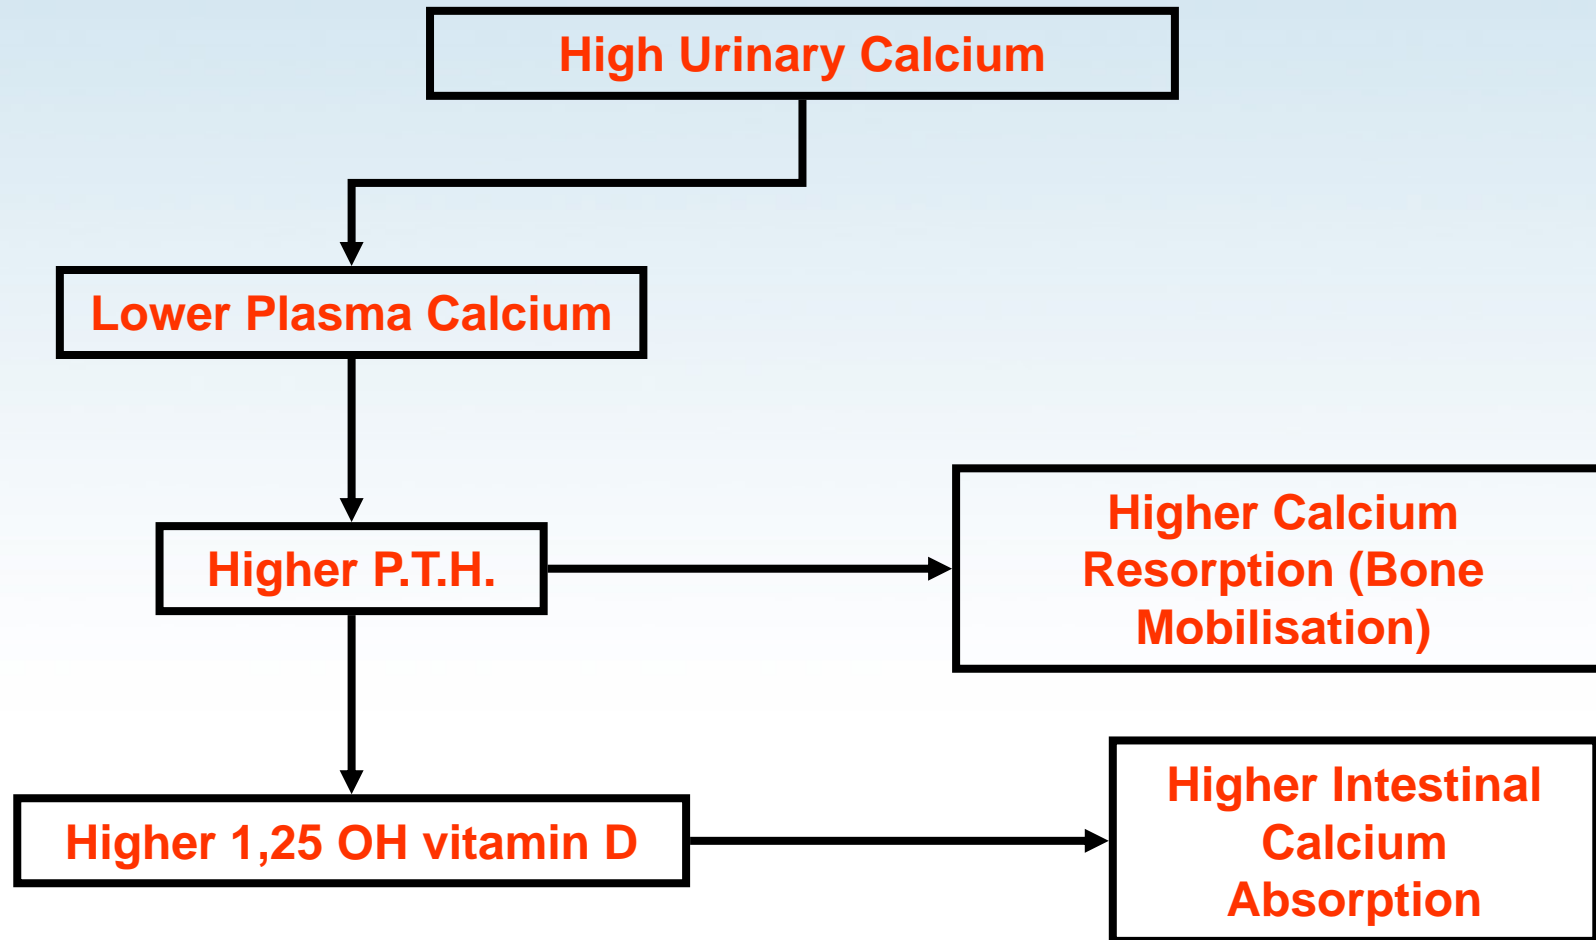 High Urinary Calcium
Lower Plasma Calcium
Higher P.T.H.
Higher Calcium
Resorption (Bone
Mobilisation)
Higher 1,25 OH vitamin D
Higher Intestinal
Calcium
Absorption